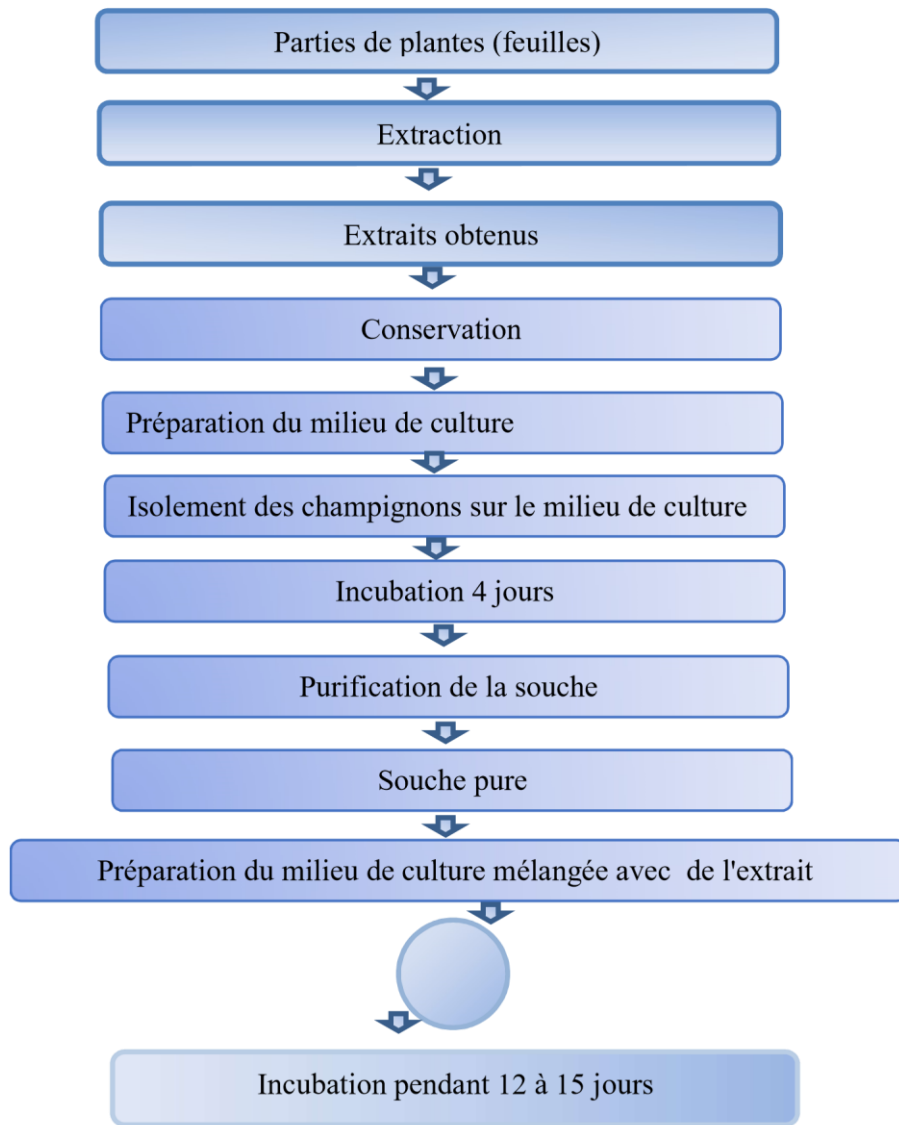 Parties de plantes (feuilles)
Extraction
Extraits obtenus
Conservation
Préparation du milieu de culture
Isolement des champignons sur le milieu de culture
Incubation 4 jours
Purification de la souche
Souche pure
Préparation du milieu de culture mélangée avec de l'extrait
Incubation pendant 12 à 15 jours